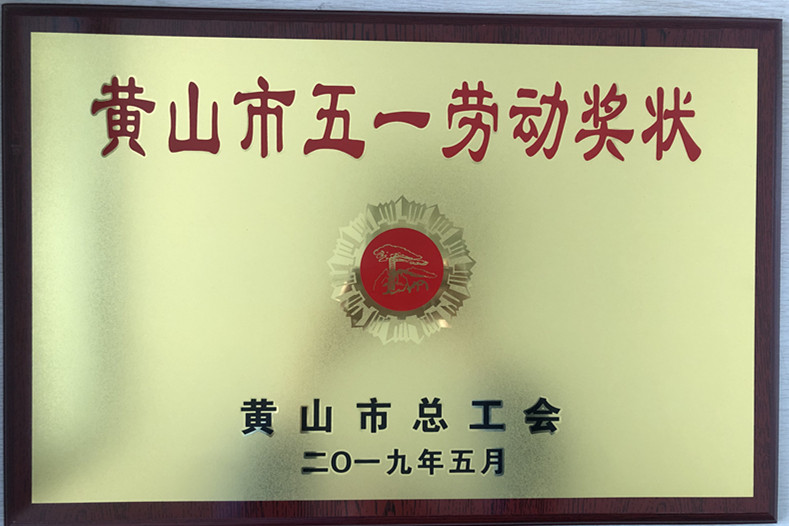 黄山市五一劳动奖状
黄山市总工会
二〇一九年五月